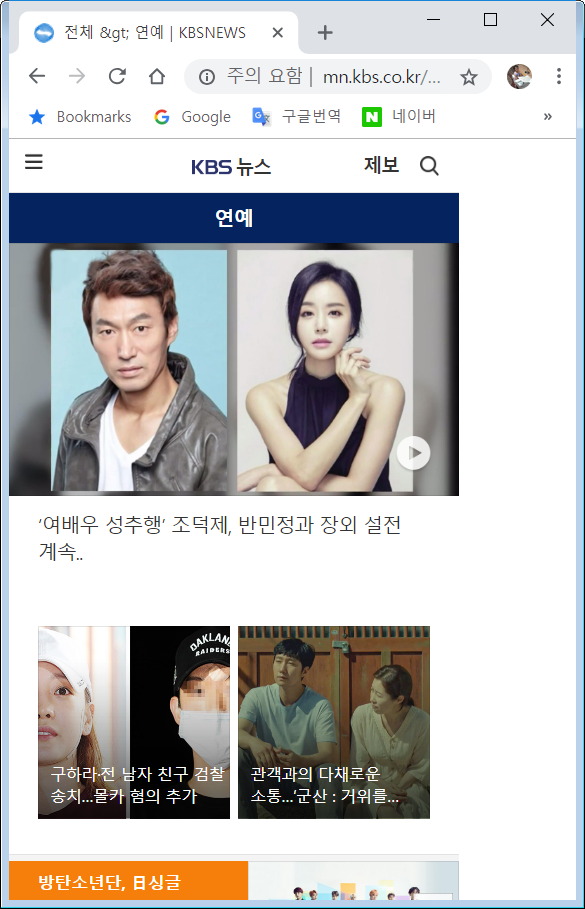 전체 &gt; 연예 | KBSNEWS
주의 요함 | mn.kbs.co.kr/...
Bookmarks Google 구글번역 네이버 »
KBS 뉴스 제보
연예
‘여배우 성추행’ 조덕제, 반민정과 장외 설전
계속..
OAKLAND
RAIDERS
구하라·전 남자 친구 검찰
송치...몰카 혐의 추가
관객과의 다채로운
소통...‘군산 : 거위를...
방탄소년단, 日싱글